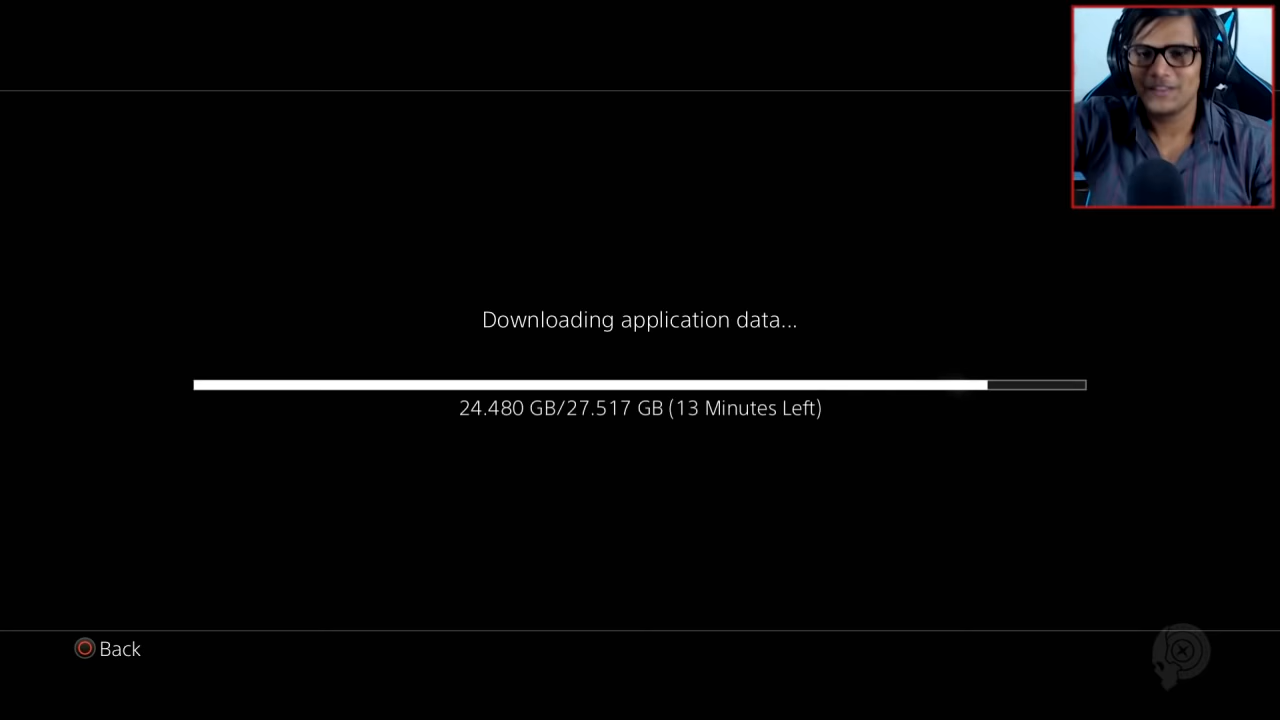 Downloading application data...
24.480 GB/27.517 GB (13 Minutes Left)
Back